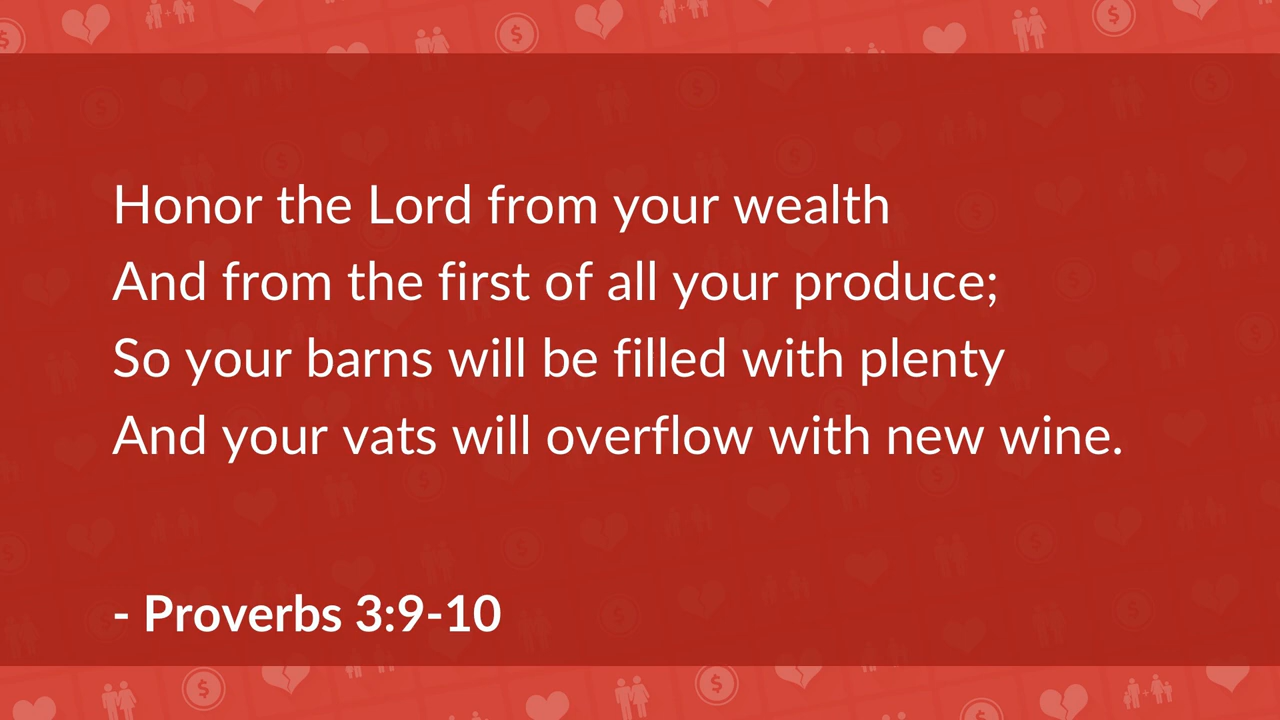 Honor the Lord from your wealth
And from the first of all your produce;
So your barns will be filled with plenty
And your vats will overflow with new wine.
- Proverbs 3:9-10